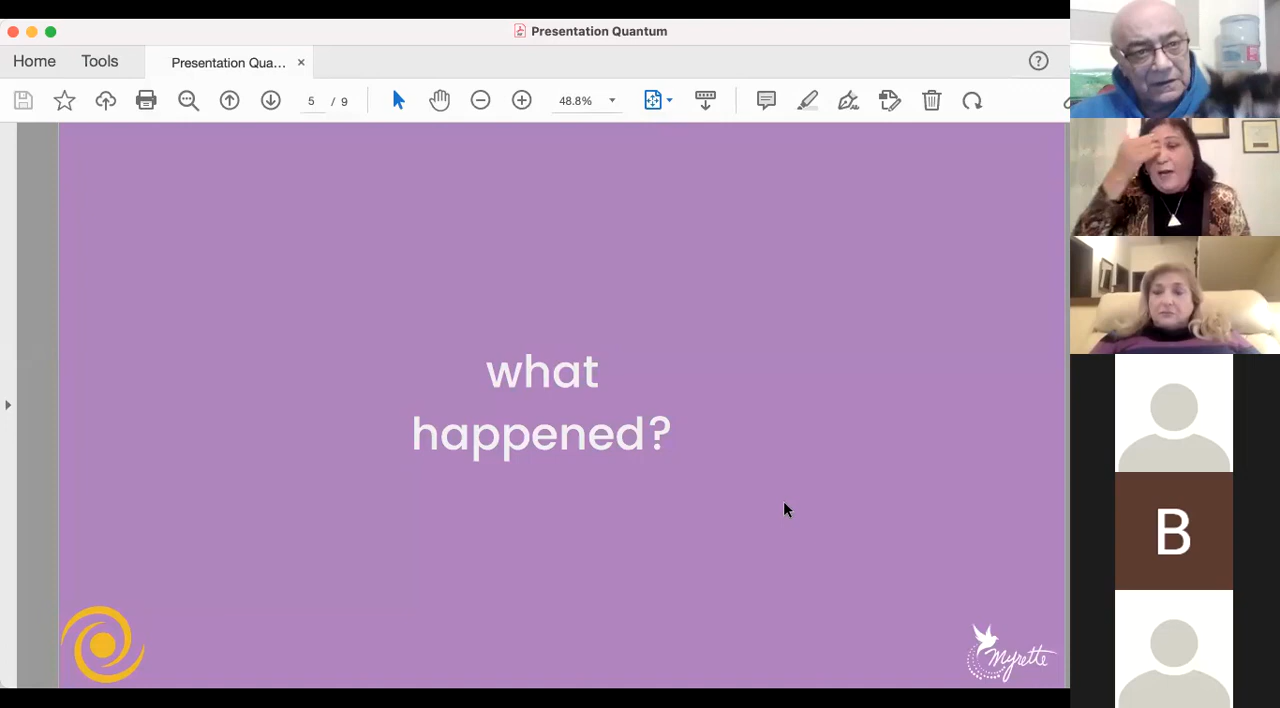 Presentation Quantum
Home
Tools
Presentation Qua...
5 / 9
48.8%
what
happened?
Myrette
B